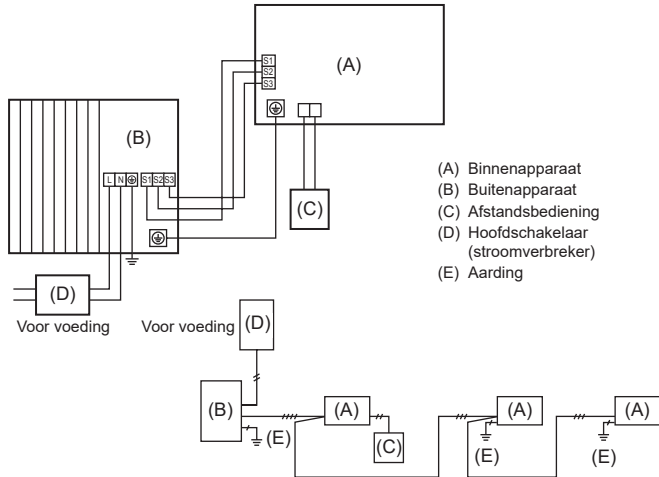 (A)
S1
S2
S3
(B)
L N S1 S2 S3
(C)
(D)
Voor voeding
(A) Binnenapparaat
(B) Buitenapparaat
(C) Afstandsbediening
(D) Hoofdschakelaar
(stroomverbreker)
(E) Aarding
Voor voeding (D)
(B) (A) (A) (A)
(E) (C) (E) (E)